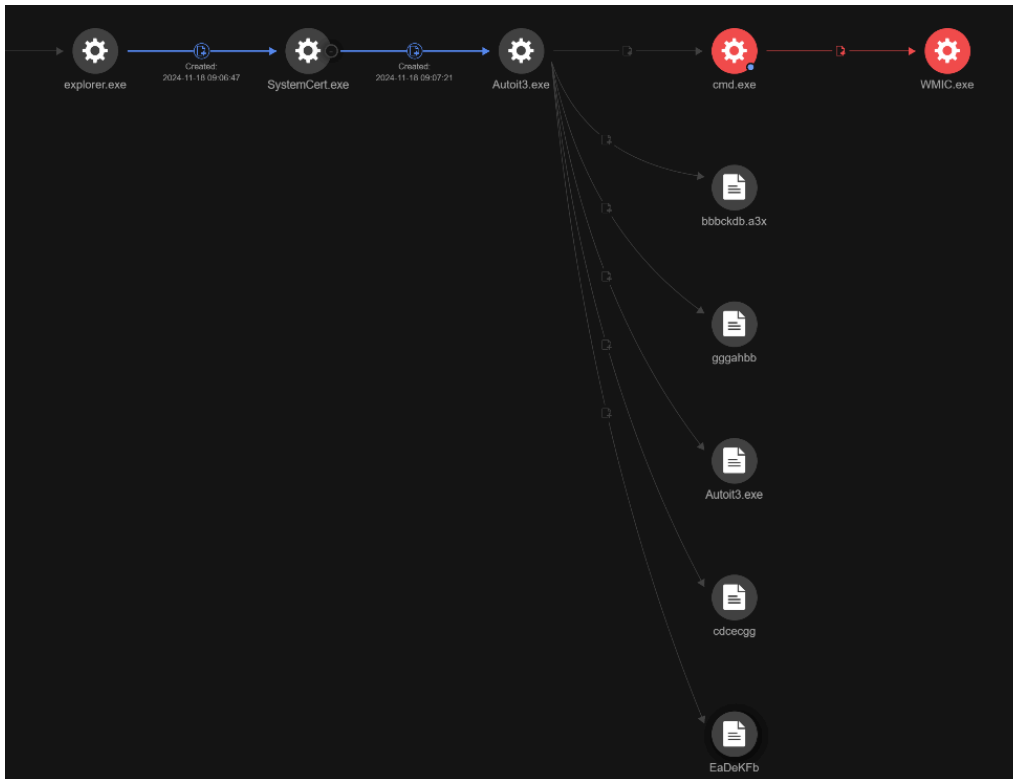 Created:
2024-11-18 09:06:47
Created:
2024-11-18 09:07:21
explorer.exe
SystemCert.exe
Autoit3.exe
cmd.exe
WMIC.exe
bbbckdb.a3x
gggahbb
Autoit3.exe
cdcecgg
EaDeKFb